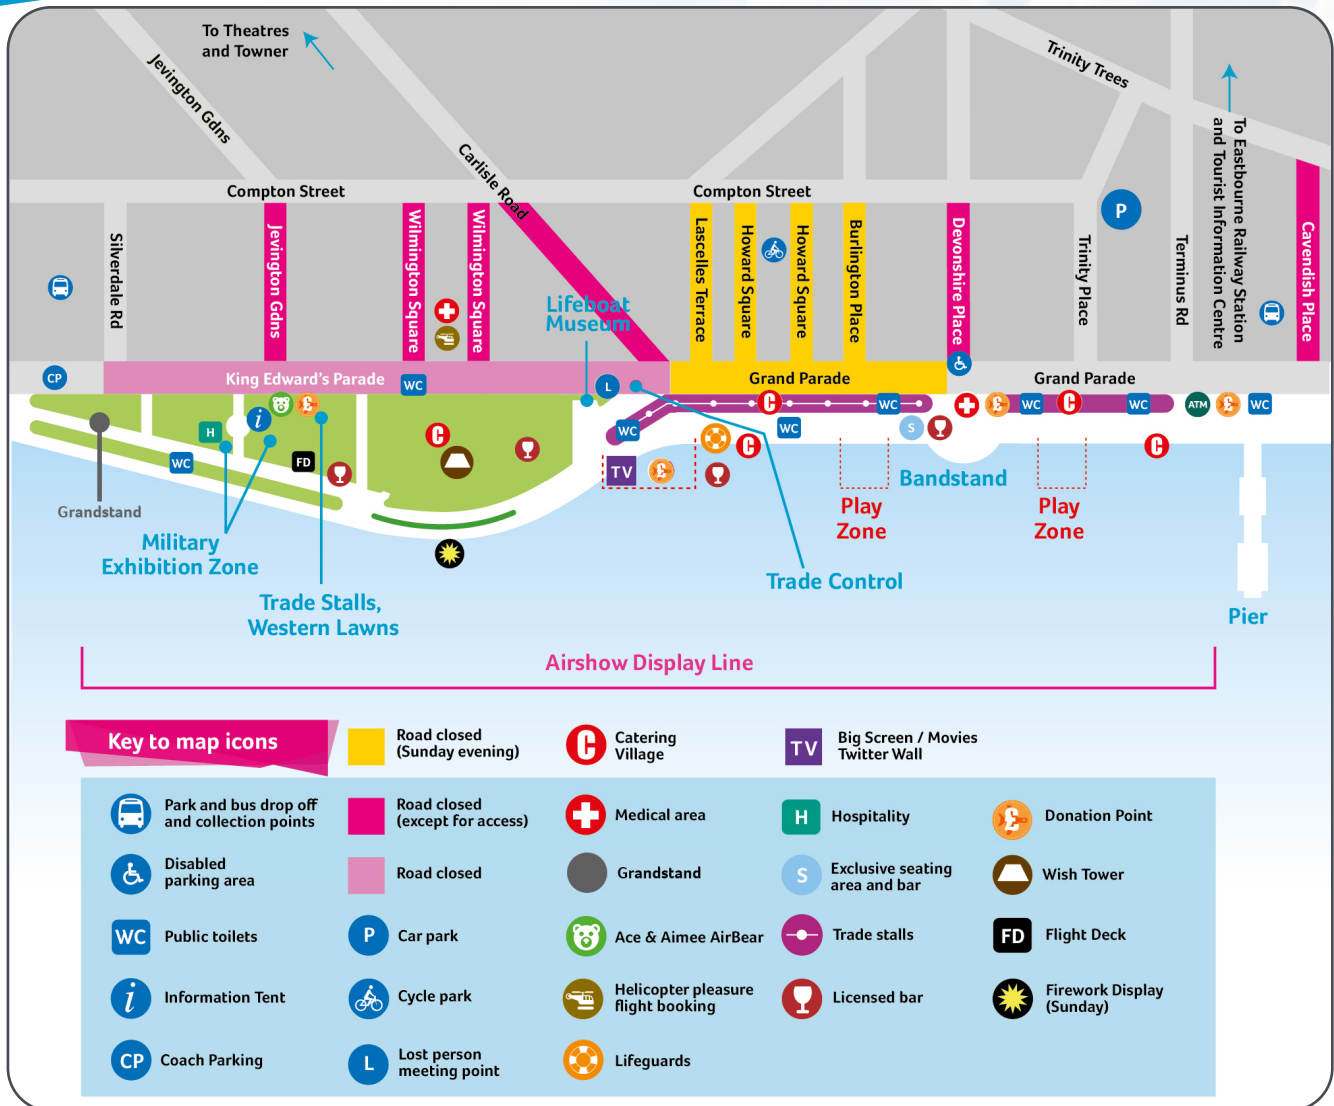 To Theatres
and Towner
Jevington Gdns
Carlisle Road
Trinity Trees
To Eastbourne Railway Station
and Tourist Information Centre
Compton Street
Compton Street
P
Silverdale Rd
Jevington Gdns
Wilmington Square
Wilmington Square
Lascelles Terrace
Howard Square
Howard Square
Burlington Place
Devonshire Place
Trinity Place
Terminus Rd
Cavendish Place
Lifeboat
Museum
CP
King Edward's Parade
WC
L
Grand Parade
Grand Parade
H
i
£
WC
FD
C
WC
TV
£
C
C
WC
WC
S
£
WC
C
WC
ATM
£
WC
C
Grandstand
Military
Exhibition Zone
Trade Stalls,
Western Lawns
Trade Control
Play
Zone
Bandstand
Play
Zone
Pier
Airshow Display Line
Key to map icons
Road closed
(Sunday evening)
C
Catering
Village
TV
Big Screen / Movies
Twitter Wall
Park and bus drop off
and collection points
Road closed
(except for access)
Medical area
H
Hospitality
£
Donation Point
Disabled
parking area
Road closed
Grandstand
S
Exclusive seating
area and bar
Wish Tower
WC
Public toilets
P
Car park
Ace & Aimee AirBear
Trade stalls
FD
Flight Deck
i
Information Tent
Cycle park
Helicopter pleasure
flight booking
Licensed bar
Firework Display
(Sunday)
CP
Coach Parking
L
Lost person
meeting point
Lifeguards